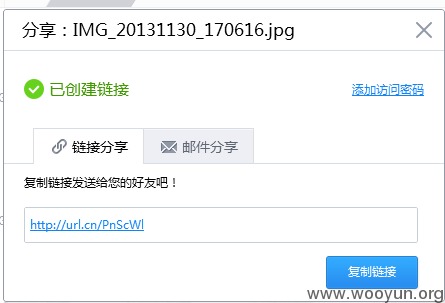 分享：IMG_20131130_170616.jpg
已创建链接
添加访问密码
链接分享
邮件分享
复制链接发送给您的好友吧！
http://url.cn/PnScWl
复制链接
www.wooyun.org